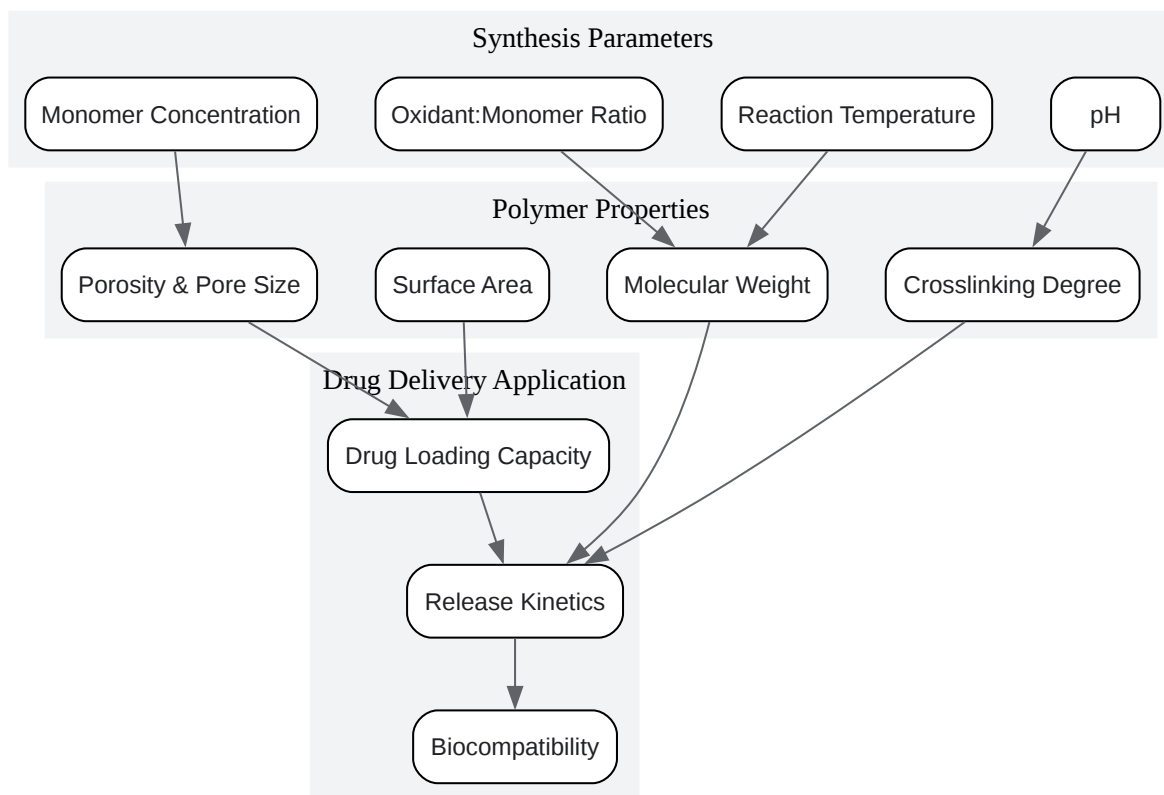 Synthesis Parameters
Monomer Concentration
Oxidant:Monomer Ratio
Reaction Temperature
pH
Polymer Properties
Porosity & Pore Size
Surface Area
Molecular Weight
Crosslinking Degree
Drug Delivery Application
Drug Loading Capacity
Release Kinetics
Biocompatibility